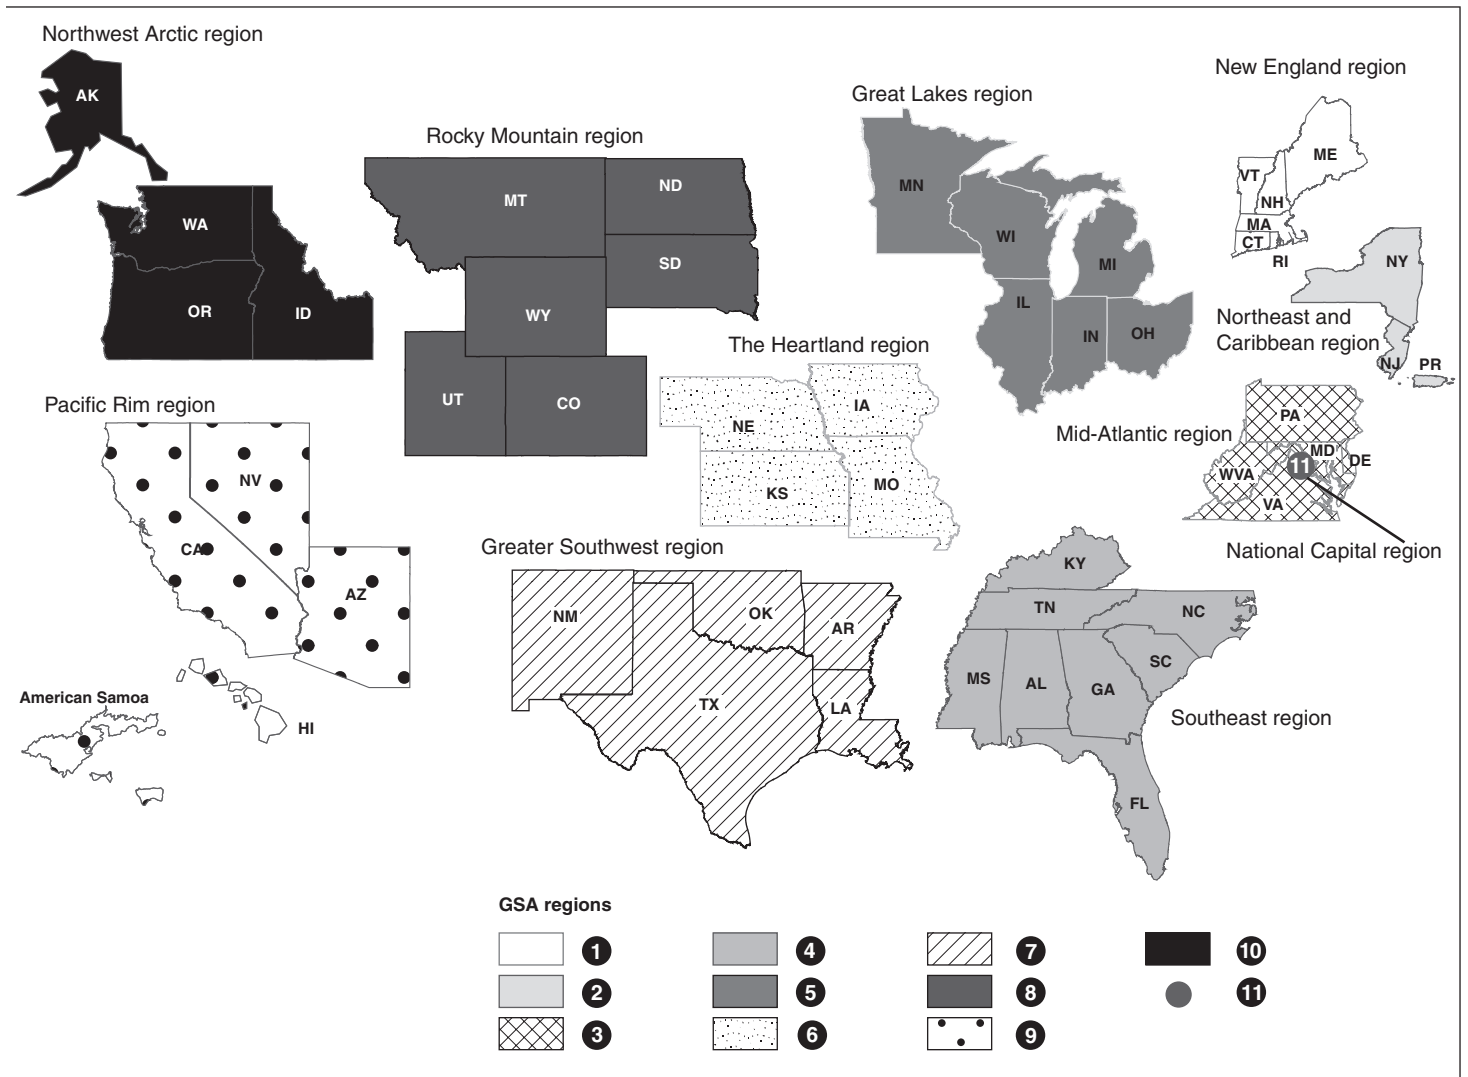 Northwest Arctic region
AK
WA
OR
ID
Rocky Mountain region
MT
ND
SD
WY
UT
CO
Great Lakes region
MN
WI
MI
IL
IN
OH
New England region
ME
VT
NH
MA
CT
RI
NY
Northeast and
Caribbean region
NJ
PR
The Heartland region
NE
IA
KS
MO
Mid-Atlantic region
PA
MD
DE
WVA
VA
11
National Capital region
Pacific Rim region
NV
CA
AZ
HI
American Samoa
Greater Southwest region
NM
OK
AR
TX
LA
KY
TN
NC
SC
MS
AL
GA
FL
Southeast region
GSA regions
1
2
3
4
5
6
7
8
9
10
11